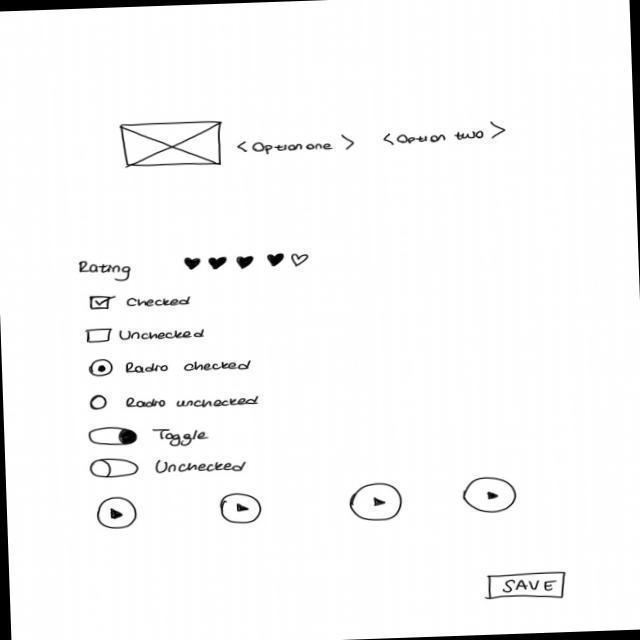 <Option one> <Option two>
Rating
Checked
Unchecked
Radio checked
Radio unchecked
Toggle
Unchecked
SAVE